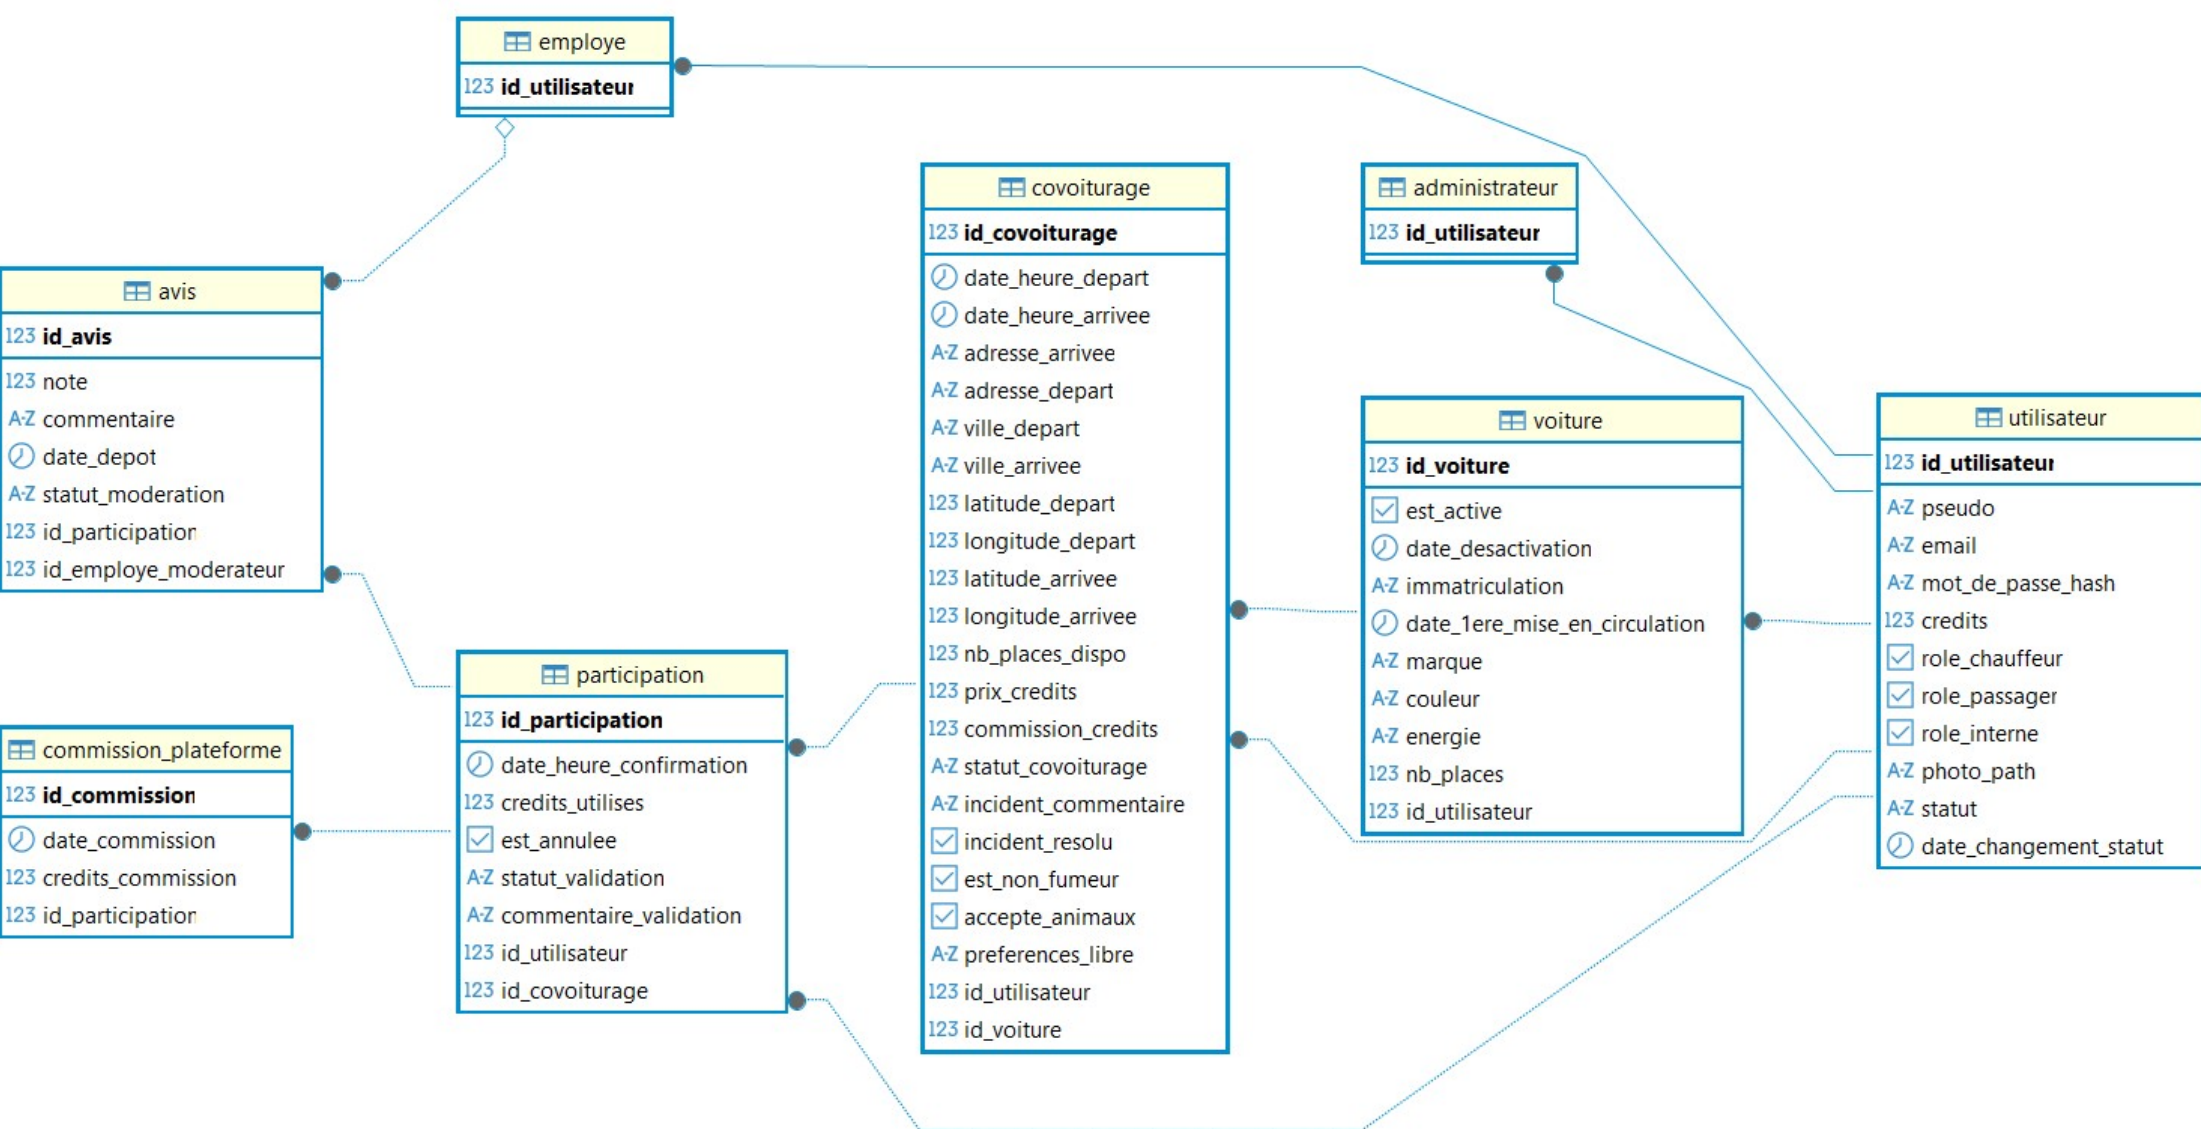 employe
123 id_utilisateur
avis
123 id_avis
123 note
A-Z commentaire
date_depot
A-Z statut_moderation
123 id_participation
123 id_employe_moderateur
commission_plateforme
123 id_commission
date_commission
123 credits_commission
123 id_participation
participation
123 id_participation
date_heure_confirmation
123 credits_utilises
est_annulee
A-Z statut_validation
A-Z commentaire_validation
123 id_utilisateur
123 id_covoiturage
covoiturage
123 id_covoiturage
date_heure_depart
date_heure_arrivee
A-Z adresse_arrivee
A-Z adresse_depart
A-Z ville_depart
A-Z ville_arrivee
123 latitude_depart
123 longitude_depart
123 latitude_arrivee
123 longitude_arrivee
123 nb_places_dispo
123 prix_credits
123 commission_credits
A-Z statut_covoiturage
A-Z incident_commentaire
incident_resolu
est_non_fumeur
accepte_animaux
A-Z preferences_libre
123 id_utilisateur
123 id_voiture
administrateur
123 id_utilisateur
voiture
123 id_voiture
est_active
date_desactivation
A-Z immatriculation
date_1ere_mise_en_circulation
A-Z marque
A-Z couleur
A-Z energie
123 nb_places
123 id_utilisateur
utilisateur
123 id_utilisateur
A-Z pseudo
A-Z email
A-Z mot_de_passe_hash
123 credits
role_chauffeur
role_passager
role_interne
A-Z photo_path
A-Z statut
date_changement_statut